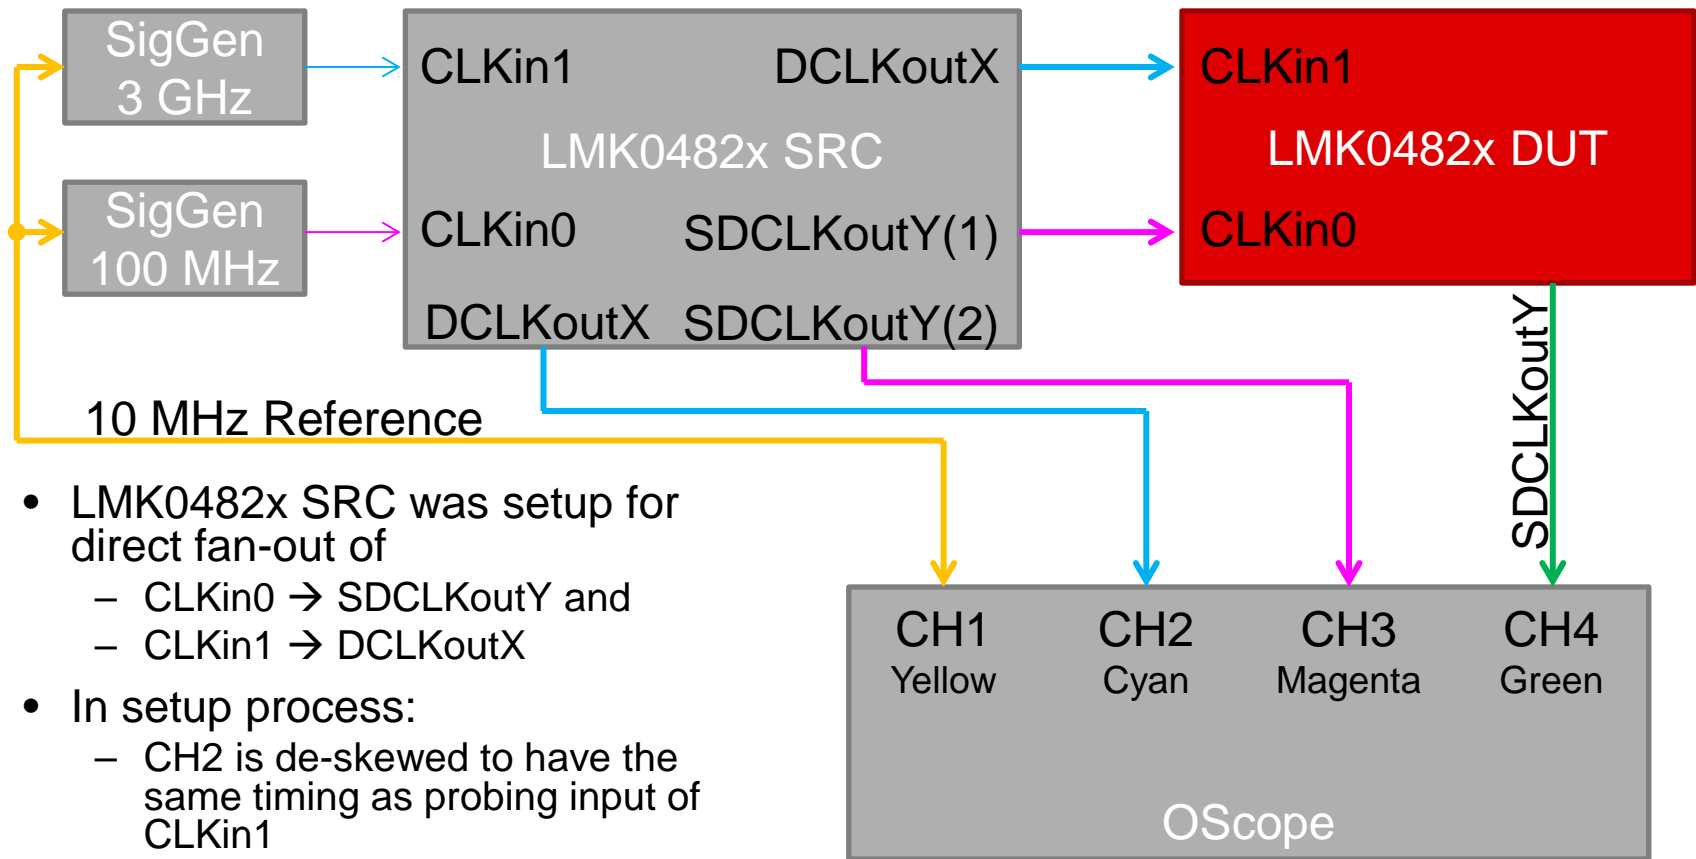 SigGen
3 GHz
CLKin1
DCLKoutX
CLKin1
LMK0482x SRC
LMK0482x DUT
SigGen
100 MHz
CLKin0
SDCLKoutY(1)
CLKin0
DCLKoutX
SDCLKoutY(2)
SDCLKoutY
10 MHz Reference
• LMK0482x SRC was setup for
direct fan-out of
– CLKin0 → SDCLKoutY and
– CLKin1 → DCLKoutX
• In setup process:
– CH2 is de-skewed to have the
same timing as probing input of
CLKin1
CH1
Yellow
CH2
Cyan
CH3
Magenta
CH4
Green
OScope